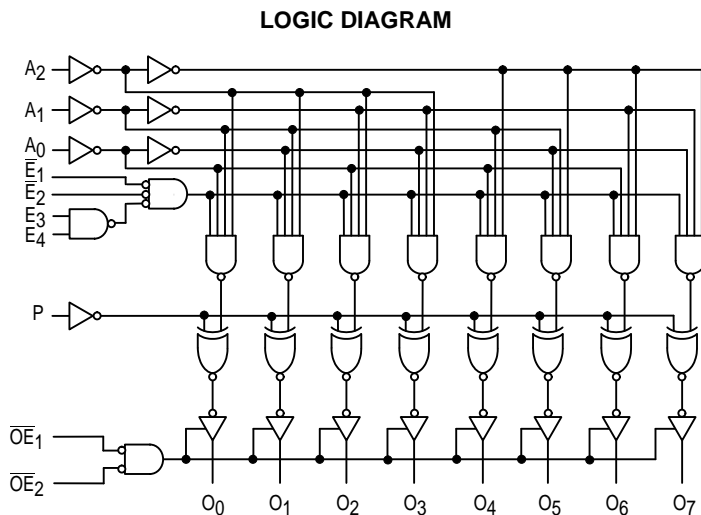 LOGIC DIAGRAM
A₂
A₁
A₀
E̅₁
E̅₂
E₃
E₄
P
O̅E̅₁
O̅E̅₂
O₀ O₁ O₂ O₃ O₄ O₅ O₆ O₇